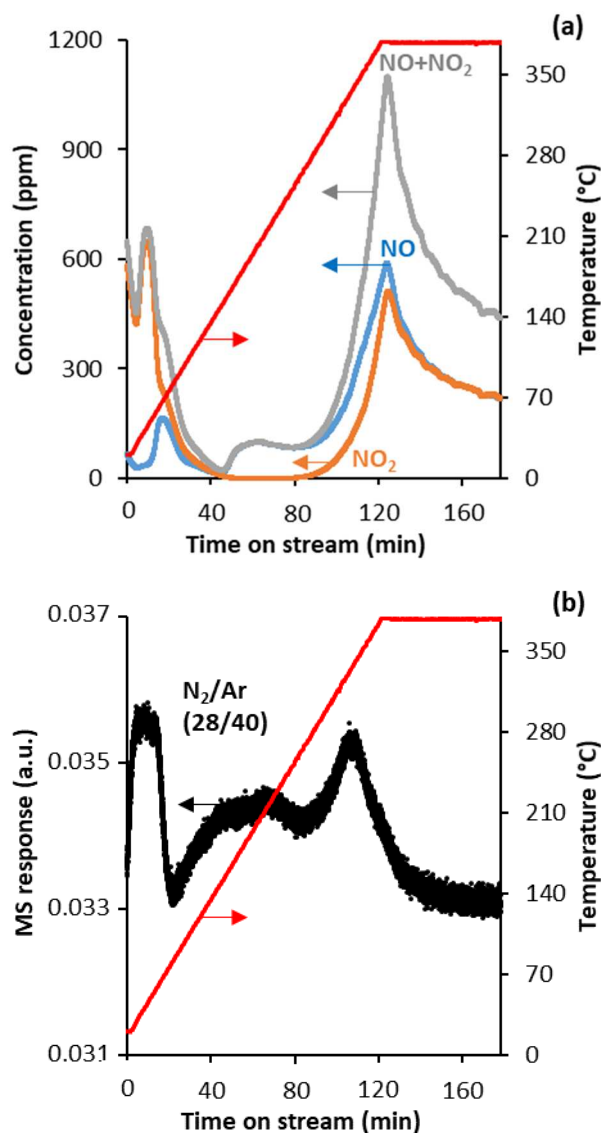 (a)
1200
900
600
300
0
Concentration (ppm)
NO+NO₂
NO
NO₂
350
280
210
140
70
0
Temperature (°C)
0 40 80 120 160
Time on stream (min)
(b)
0.037
0.035
0.033
0.031
MS response (a.u.)
N₂/Ar
(28/40)
350
280
210
140
70
0
Temperature (°C)
0 40 80 120 160
Time on stream (min)